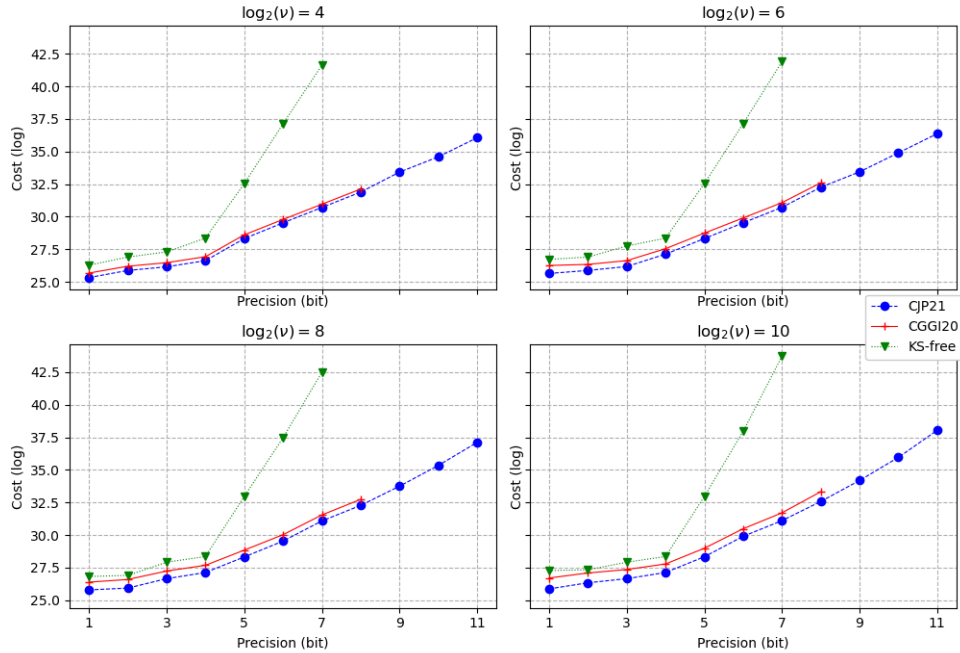 log₂(ν) = 4
log₂(ν) = 6
Cost (log)
42.5
40.0
37.5
35.0
32.5
30.0
27.5
25.0
Precision (bit)
Cost (log)
Precision (bit)
CJP21
CGGI20
KS-free
log₂(ν) = 8
log₂(ν) = 10
Cost (log)
42.5
40.0
37.5
35.0
32.5
30.0
27.5
25.0
1 3 5 7 9 11
Precision (bit)
Cost (log)
1 3 5 7 9 11
Precision (bit)